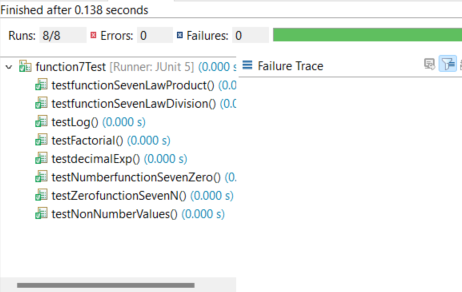 Finished after 0.138 seconds
Runs: 8/8 Errors: 0 Failures: 0
function7Test [Runner: JUnit 5] (0.000 s
Failure Trace
testfunctionSevenLawProduct() (0.0
testfunctionSevenLawDivision() (0.0
testLog() (0.000 s)
testFactorial() (0.000 s)
testdecimalExp() (0.000 s)
testNumberfunctionSevenZero() (0.
testZerofunctionSevenN() (0.000 s)
testNonNumberValues() (0.000 s)